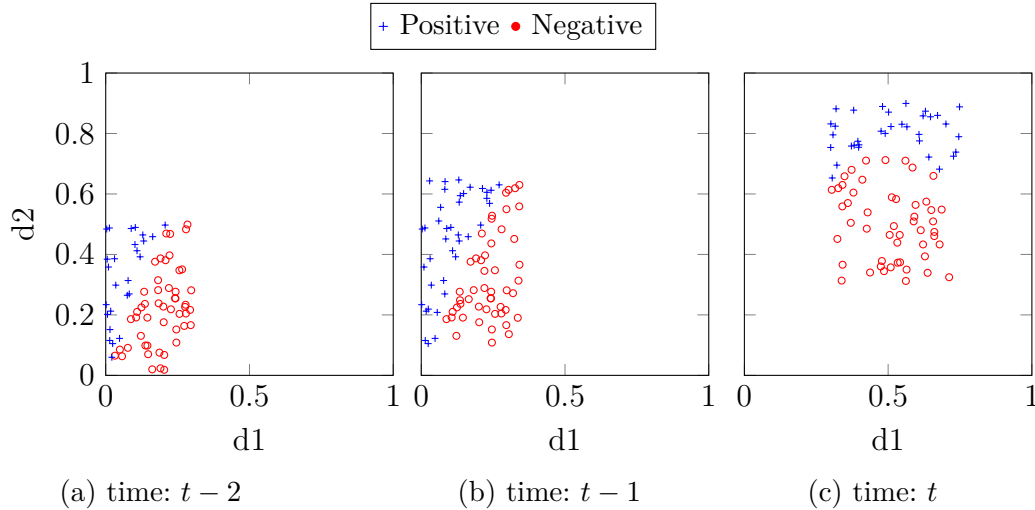 Positive Negative
d2
1
0.8
0.6
0.4
0.2
0
0 0.5 1
d1
(a) time: t − 2
0 0.5 1
d1
(b) time: t − 1
0 0.5 1
d1
(c) time: t